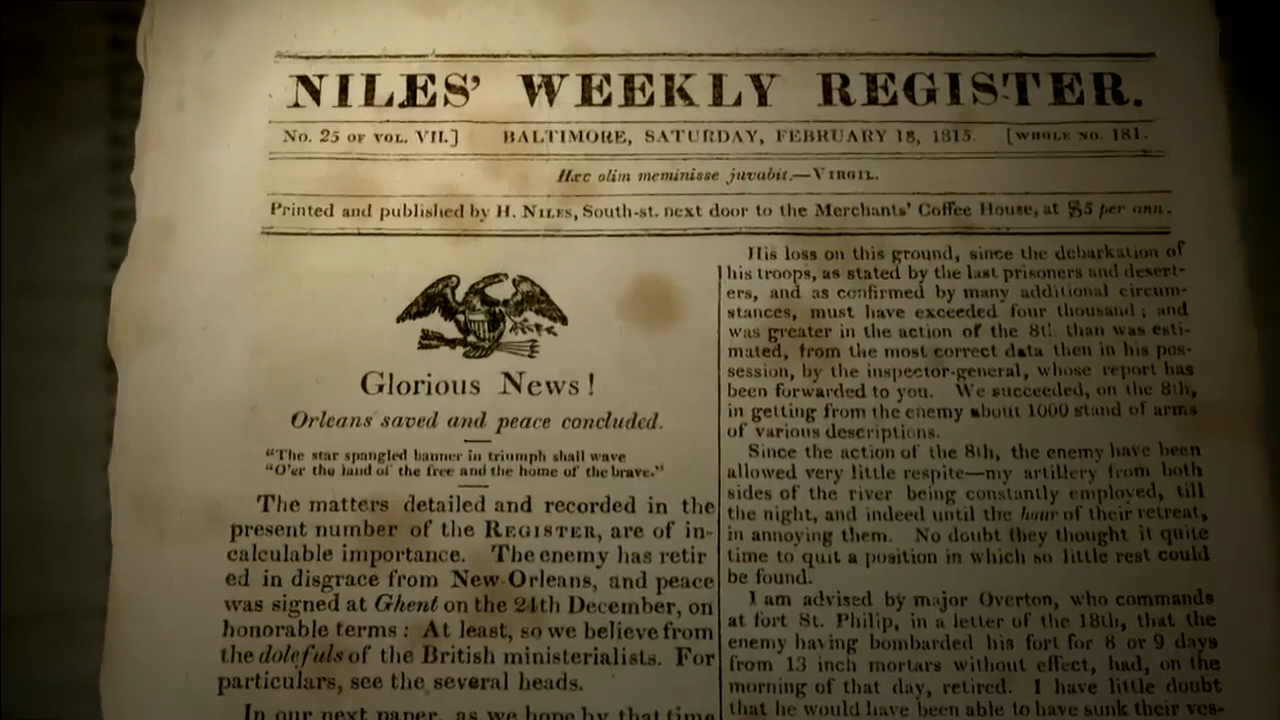 NILES' WEEKLY REGISTER.
No. 25 OF VOL. VII.] BALTIMORE, SATURDAY, FEBRUARY 18, 1815. [WHOLE NO. 181.
Hæc olim meminisse juvabit.—VIRGIL.
Printed and published by H. NILES, South-st. next door to the Merchants' Coffee House, at $5 per ann.
Glorious News!
Orleans saved and peace concluded.
"The star spangled banner in triumph shall wave
"O'er the land of the free and the home of the brave."
The matters detailed and recorded in the
present number of the REGISTER, are of in-
calculable importance. The enemy has retir
ed in disgrace from New-Orleans, and peace
was signed at Ghent on the 24th December, on
honorable terms: At least, so we believe from
the dolefuls of the British ministerialists. For
particulars, see the several heads.
In our next paper, as we hope by that time
His loss on this ground, since the debarkation of
his troops, as stated by the last prisoners and desert-
ers, and as confirmed by many additional circum-
stances, must have exceeded four thousand; and
was greater in the action of the 8th than was esti-
mated, from the most correct data then in his pos-
session, by the inspector-general, whose report has
been forwarded to you. We succeeded, on the 8th,
in getting from the enemy about 1000 stand of arms
of various descriptions.
Since the action of the 8th, the enemy have been
allowed very little respite—my artillery from both
sides of the river being constantly employed, till
the night, and indeed until the hour of their retreat,
in annoying them. No doubt they thought it quite
time to quit a position in which so little rest could
be found.
I am advised by major Overton, who commands
at fort St. Philip, in a letter of the 18th, that the
enemy having bombarded his fort for 8 or 9 days
from 13 inch mortars without effect, had, on the
morning of that day, retired. I have little doubt
that he would have been able to have sunk their ves-